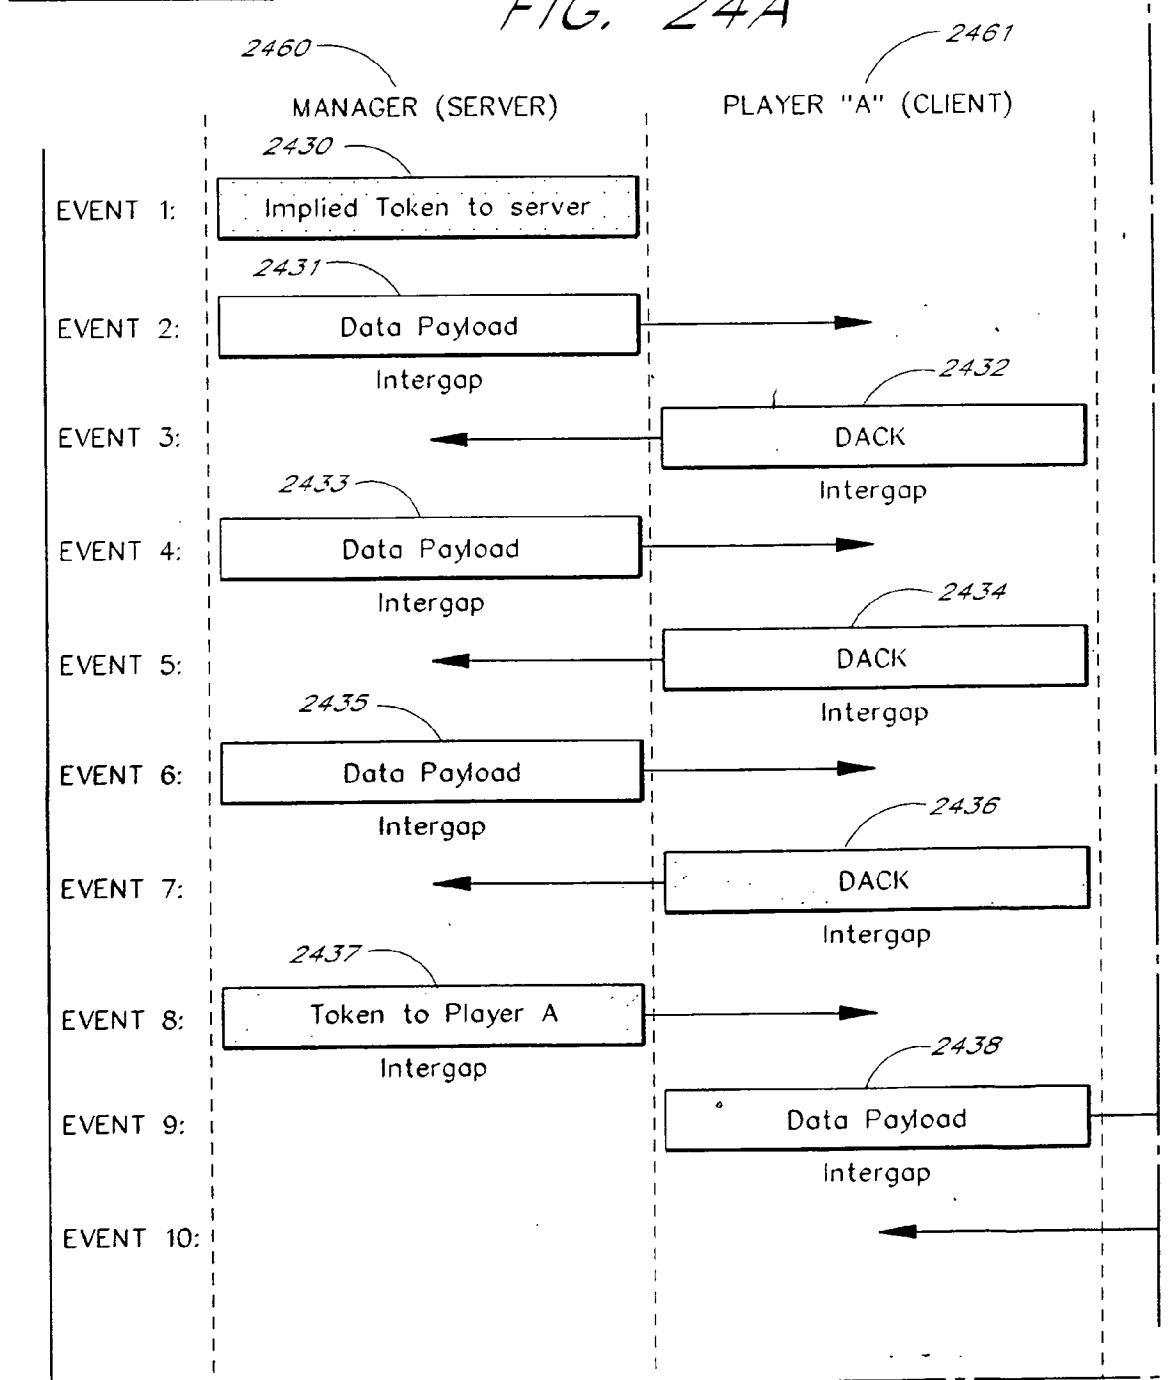 FIG. 24A
2460 2461
MANAGER (SERVER) PLAYER "A" (CLIENT)
2430
EVENT 1: Implied Token to server
2431
EVENT 2: Data Payload
Intergap
2432
EVENT 3: DACK
Intergap
2433
EVENT 4: Data Payload
Intergap
2434
EVENT 5: DACK
Intergap
2435
EVENT 6: Data Payload
Intergap
2436
EVENT 7: DACK
Intergap
2437
EVENT 8: Token to Player A
Intergap
2438
EVENT 9: Data Payload
Intergap
EVENT 10: